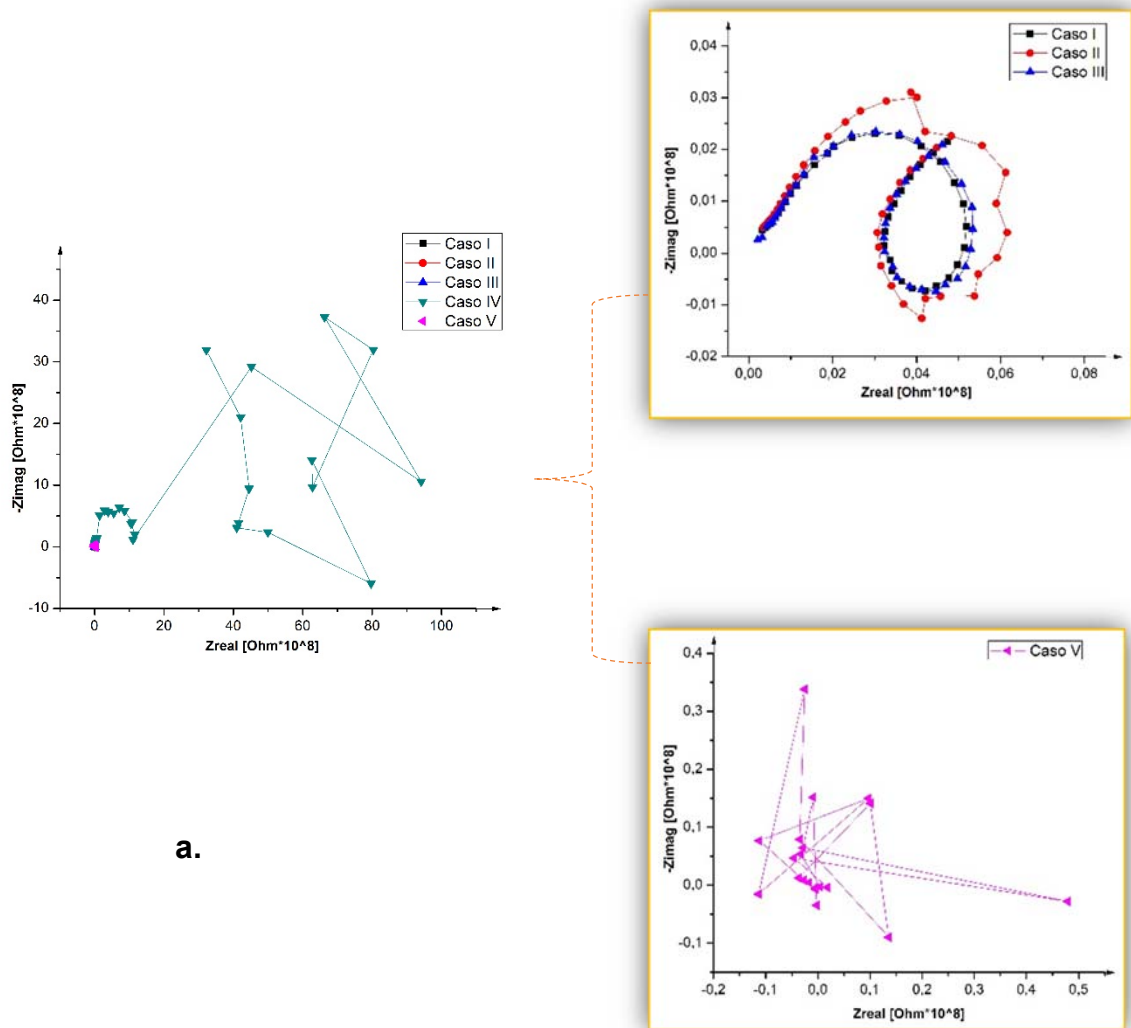 Caso I
Caso II
Caso III
Caso IV
Caso V
-Zimag [Ohm*10^8]
40
30
20
10
0
-10
0
20
40
60
80
100
Zreal [Ohm*10^8]
a.
Caso I
Caso II
Caso III
-Zimag [Ohm*10^8]
0,04
0,03
0,02
0,01
0,00
-0,01
-0,02
0,00
0,02
0,04
0,06
0,08
Zreal [Ohm*10^8]
Caso V
-Zimag [Ohm*10^8]
0,4
0,3
0,2
0,1
0,0
-0,1
-0,2
-0,1
0,0
0,1
0,2
0,3
0,4
0,5
Zreal [Ohm*10^8]